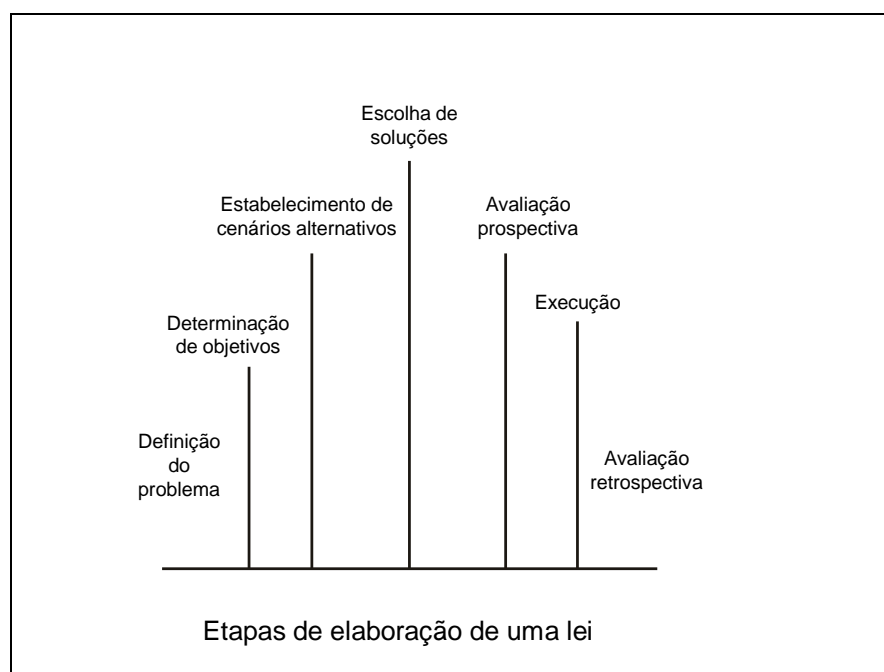 Escolha de
soluções
Estabelecimento de
cenários alternativos
Avaliação
prospectiva
Execução
Determinação
de objetivos
Definição
do
problema
Avaliação
retrospectiva
Etapas de elaboração de uma lei